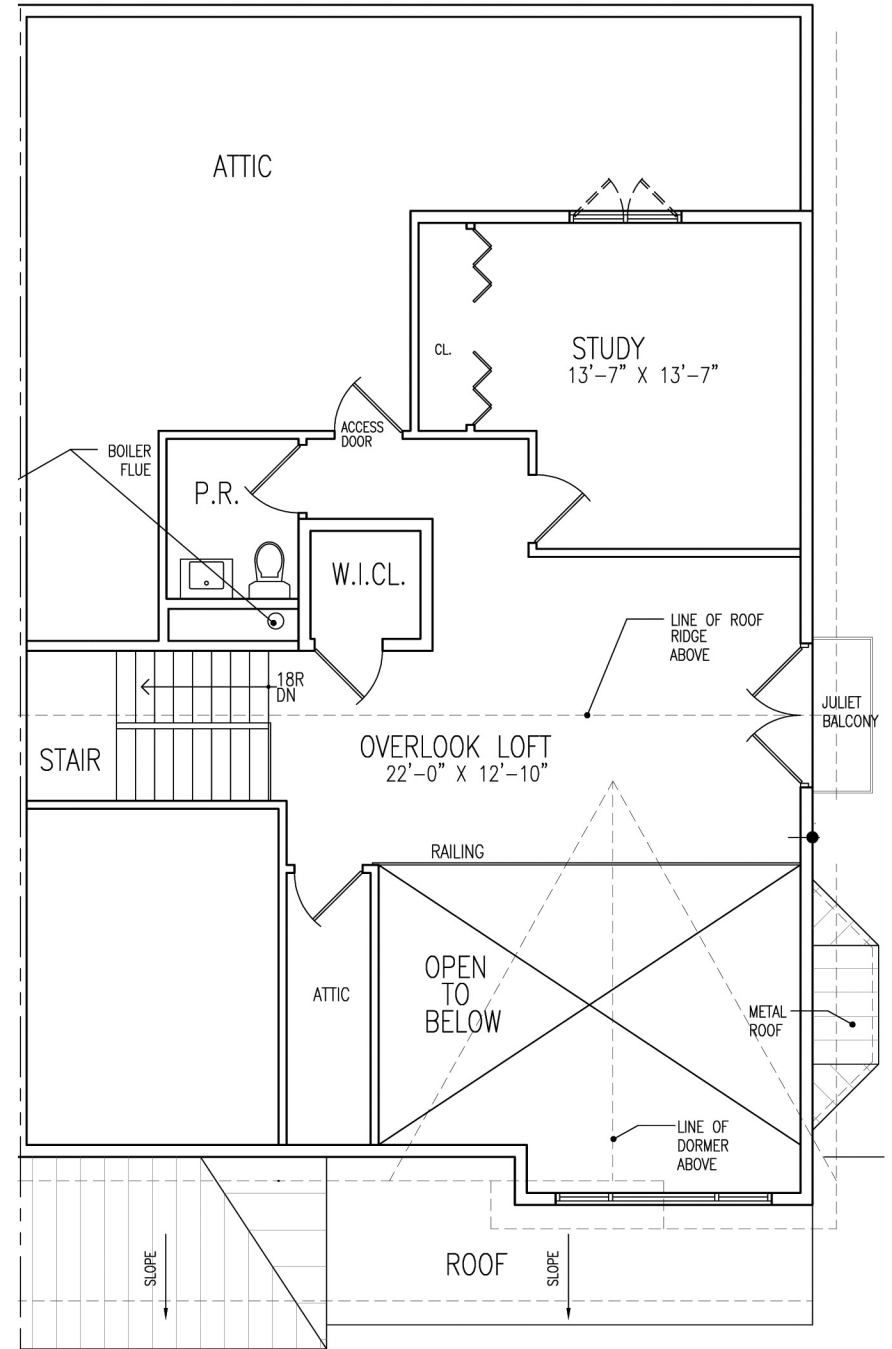 ATTIC
STUDY
13'-7" X 13'-7"
CL.
ACCESS
DOOR
BOILER
FLUE
P.R.
W.I.CL.
LINE OF ROOF
RIDGE
ABOVE
18R
DN
JULIET
BALCONY
STAIR
OVERLOOK LOFT
22'-0" X 12'-10"
RAILING
OPEN
TO
BELOW
ATTIC
METAL
ROOF
LINE OF
DORMER
ABOVE
SLOPE
ROOF
SLOPE